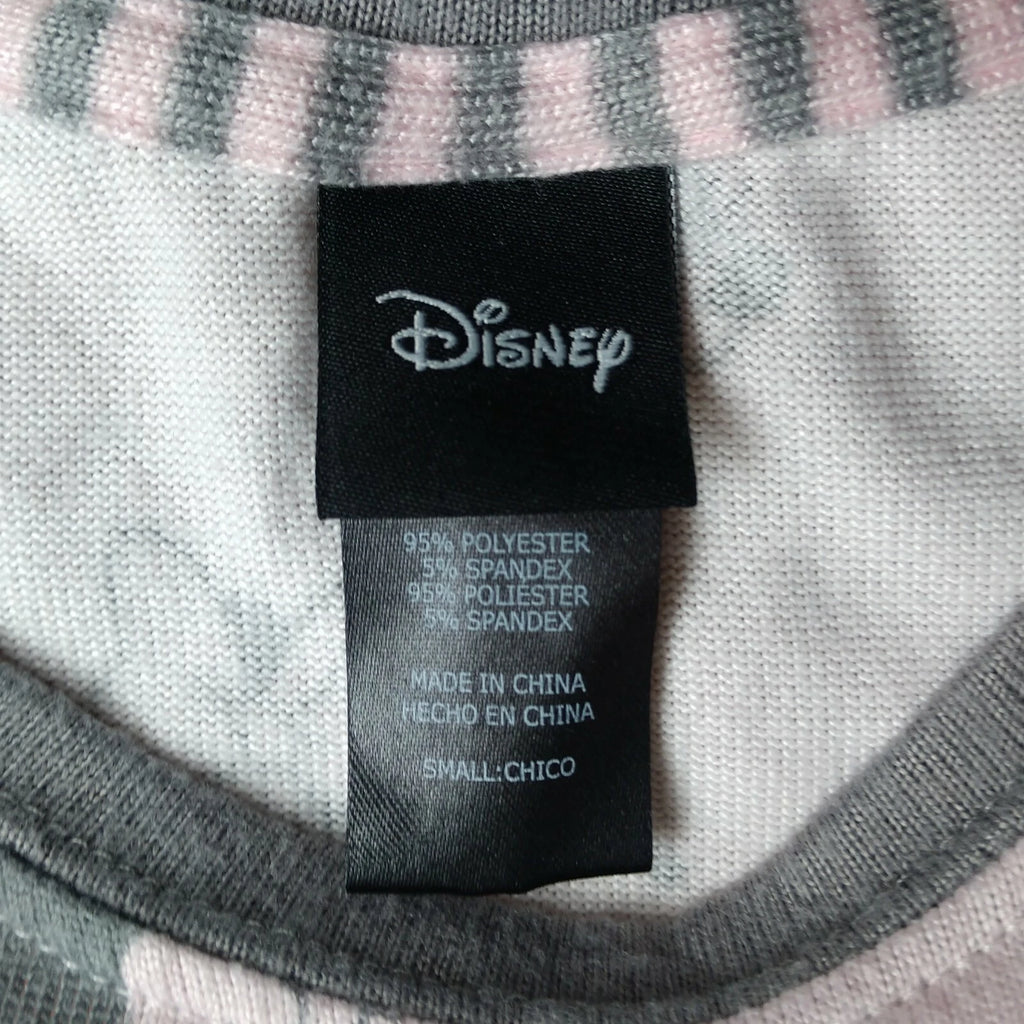 Disney
95% POLYESTER
5% SPANDEX
95% POLIESTER
5% SPANDEX
MADE IN CHINA
HECHO EN CHINA
SMALL:CHICO